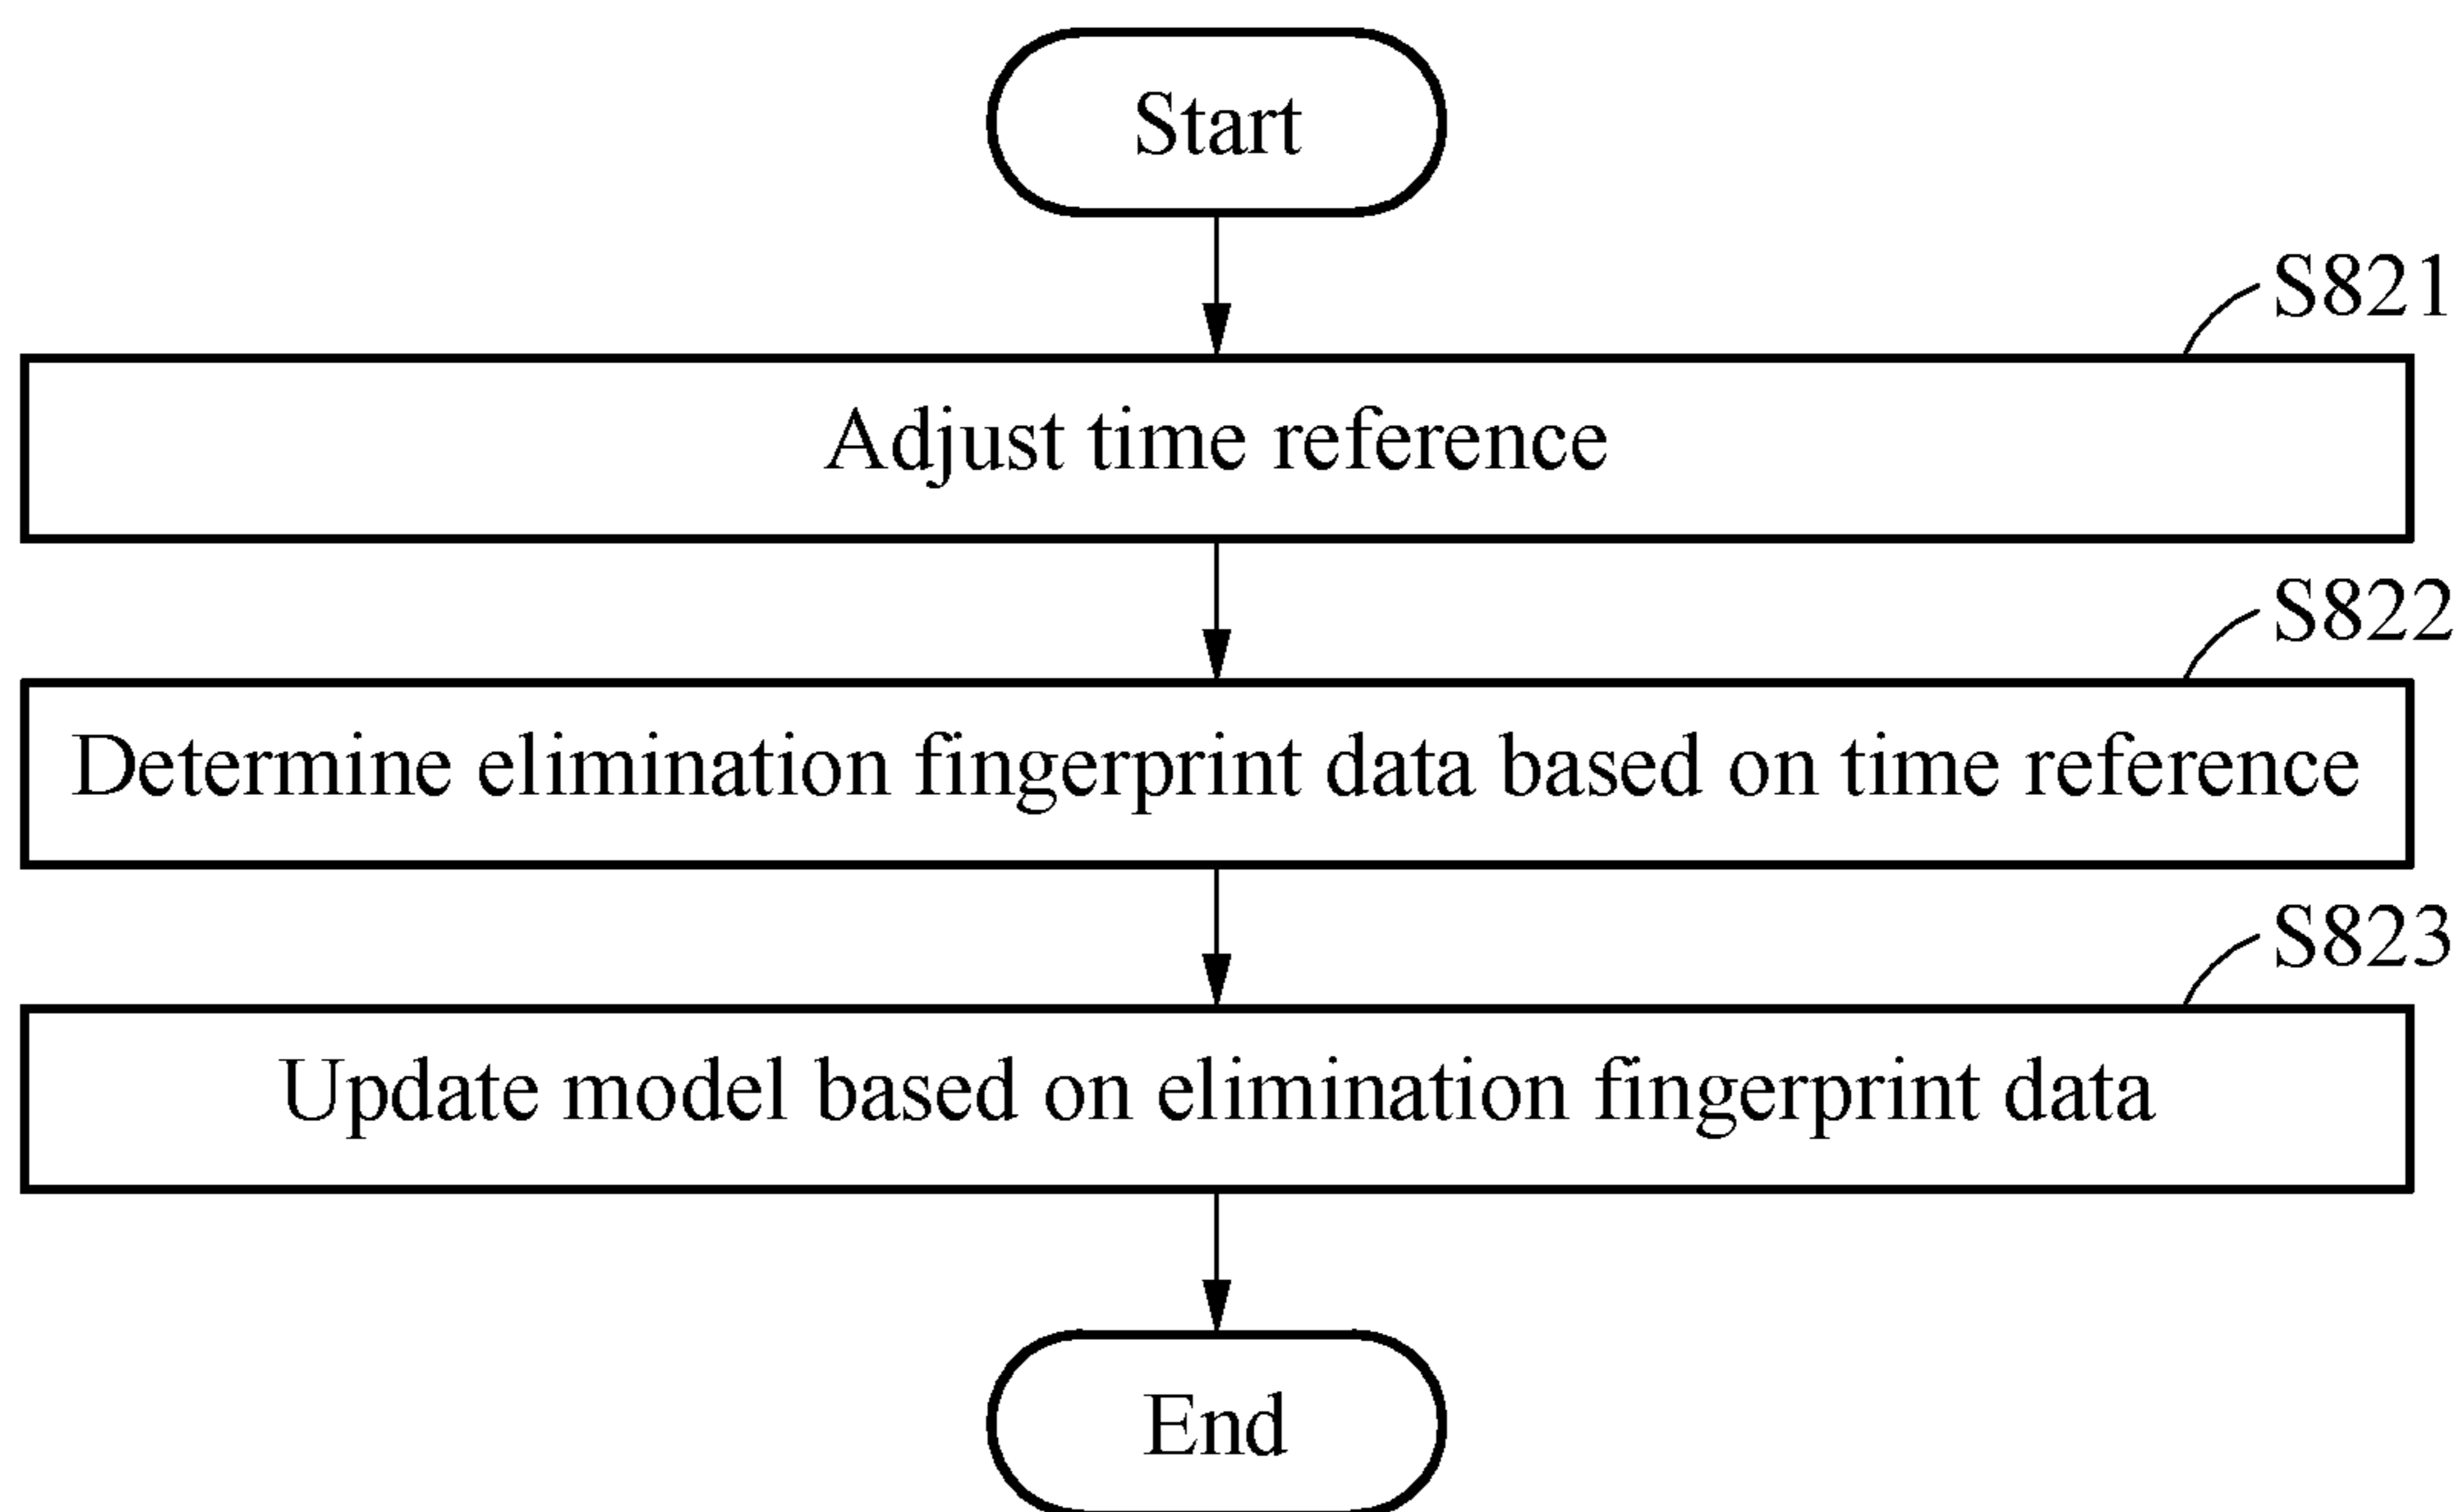 Start
S821
Adjust time reference
S822
Determine elimination fingerprint data based on time reference
S823
Update model based on elimination fingerprint data
End